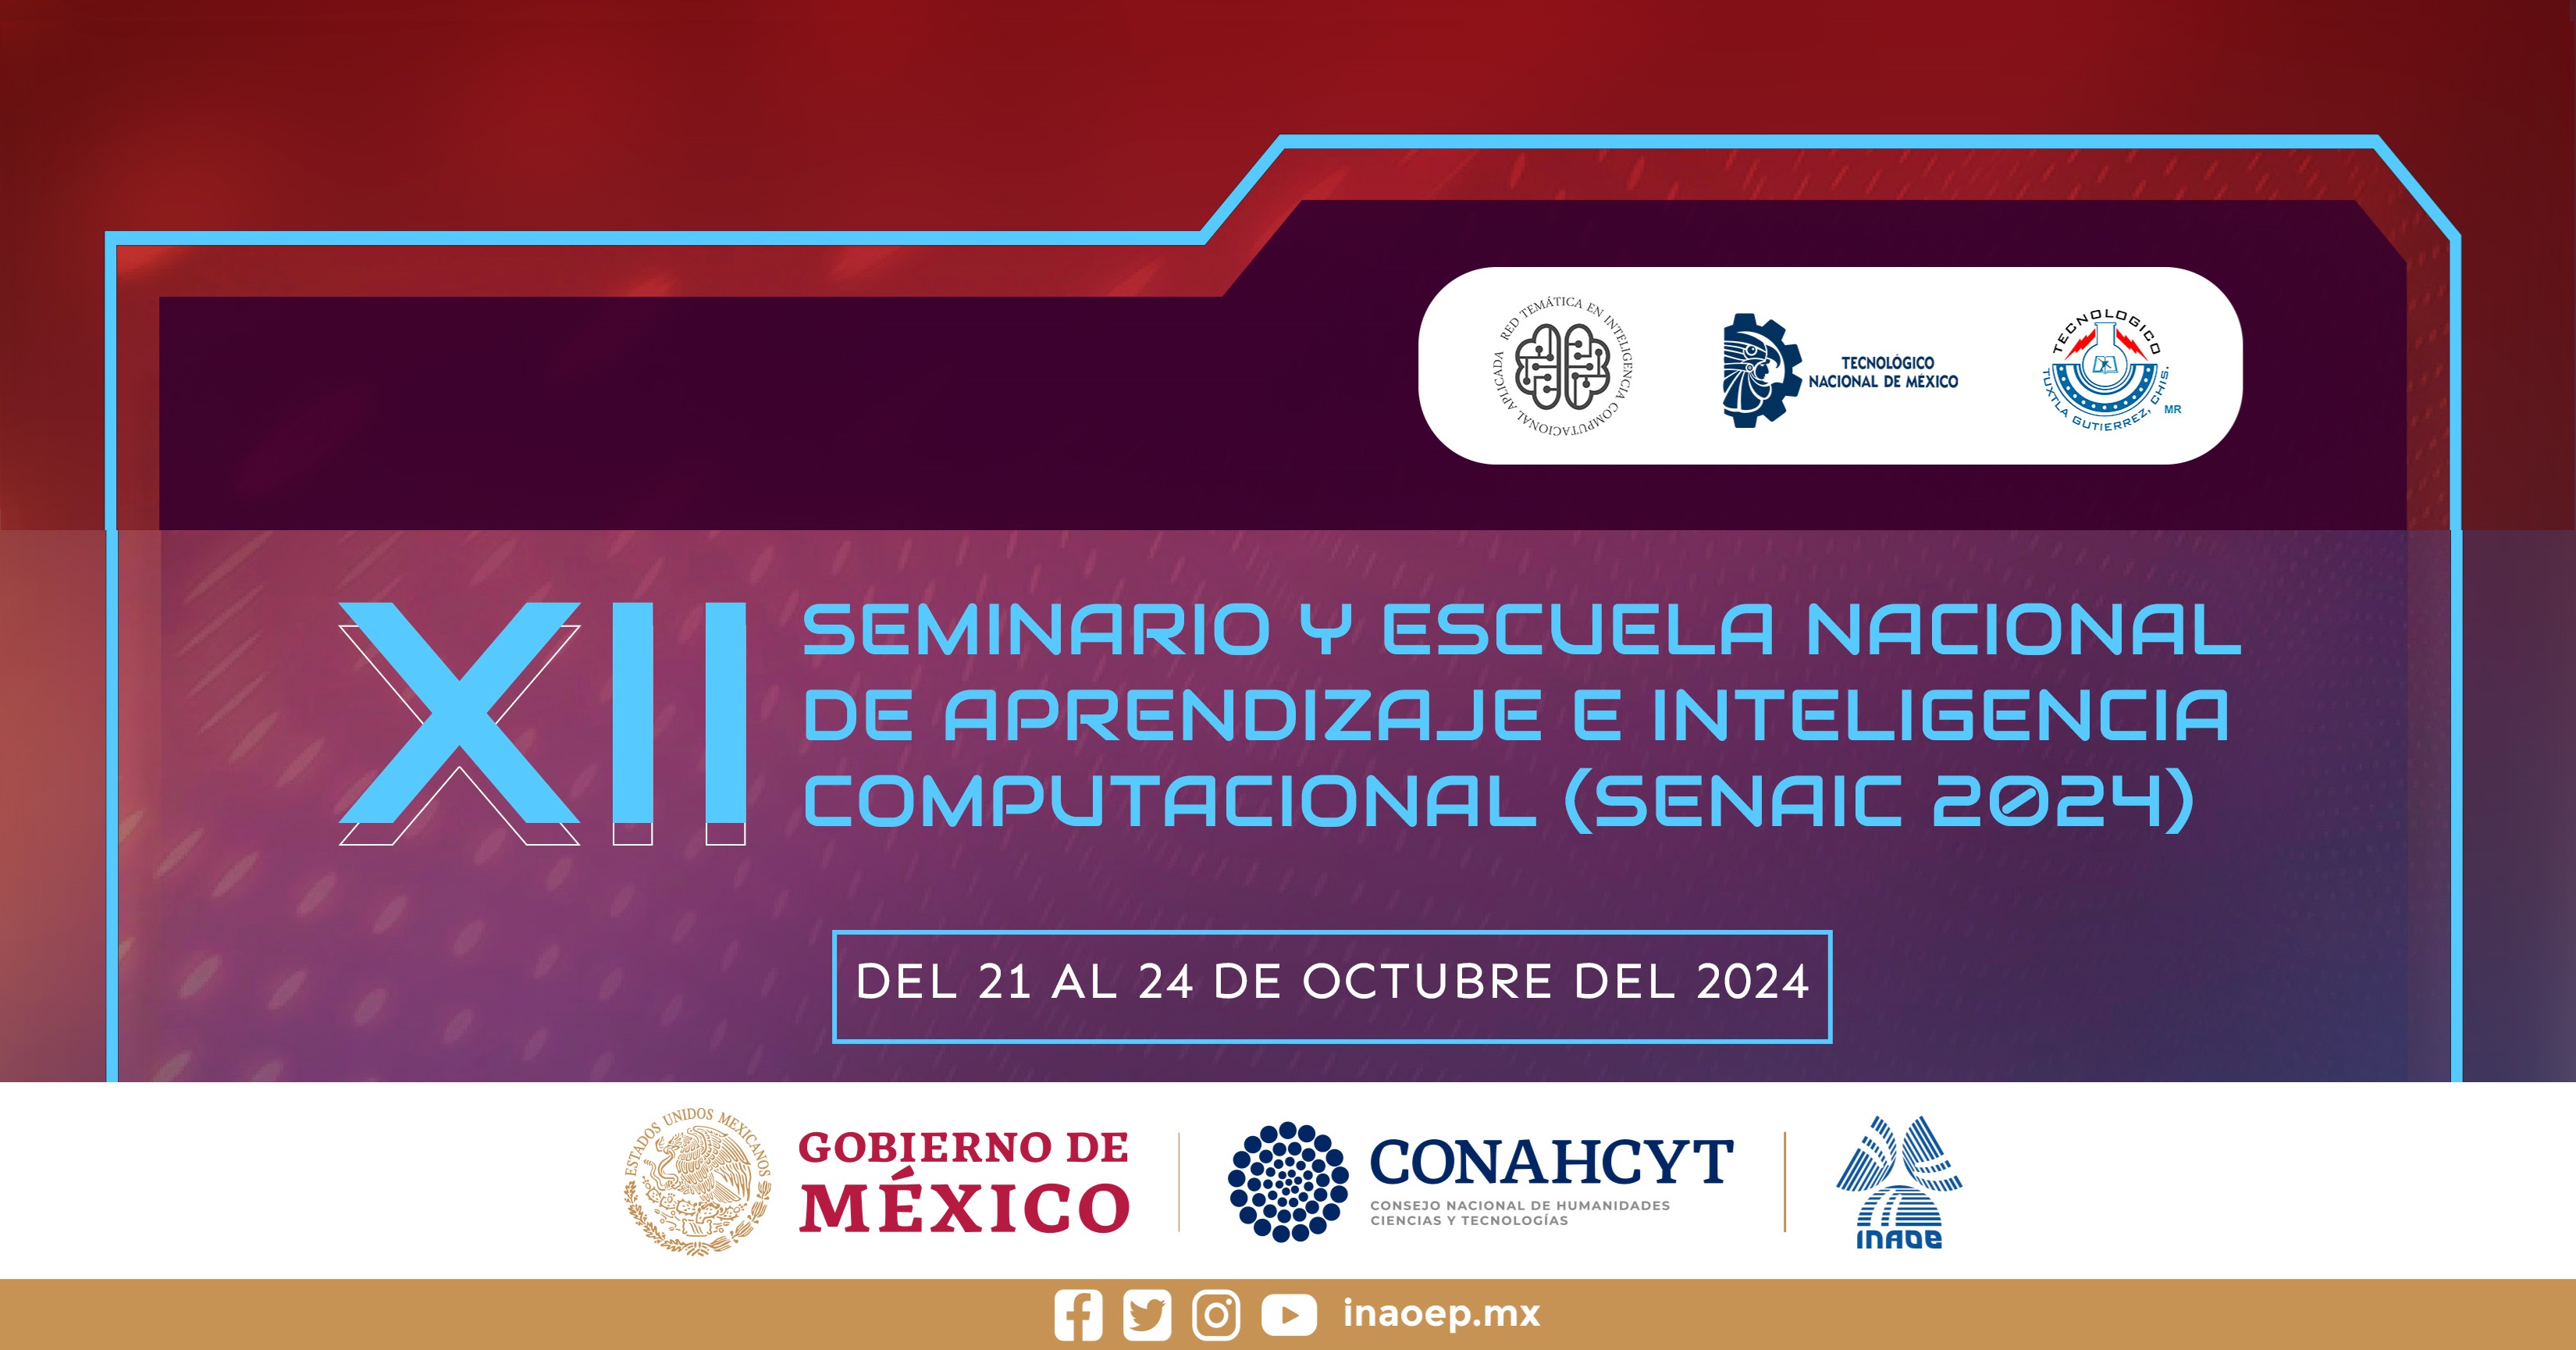 RED TEMÁTICA EN INTELIGENCIA COMPUTACIONAL APLICADA
TECNOLÓGICO
NACIONAL DE MÉXICO
TECNOLOGICO
TUXTLA GUTIERREZ, CHIS.
MR
XII
SEMINARIO Y ESCUELA NACIONAL
DE APRENDIZAJE E INTELIGENCIA
COMPUTACIONAL (SENAIC 2024)
DEL 21 AL 24 DE OCTUBRE DEL 2024
ESTADOS UNIDOS MEXICANOS
GOBIERNO DE
MÉXICO
CONAHCYT
CONSEJO NACIONAL DE HUMANIDADES
CIENCIAS Y TECNOLOGÍAS
INAOE
inaoep.mx